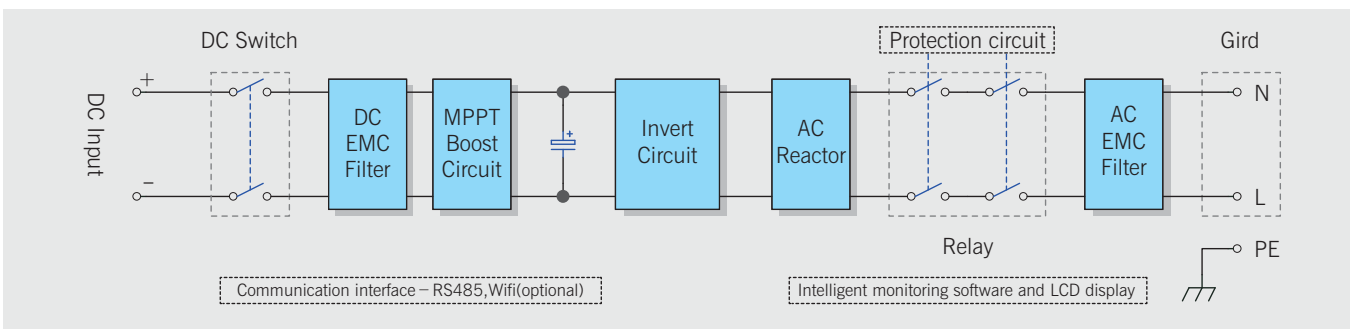 DC Switch
Protection circuit
Gird
DC Input
+
−
DC
EMC
Filter
MPPT
Boost
Circuit
+
Invert
Circuit
AC
Reactor
AC
EMC
Filter
N
L
Relay
PE
Communication interface – RS485,Wifi(optional)
Intelligent monitoring software and LCD display